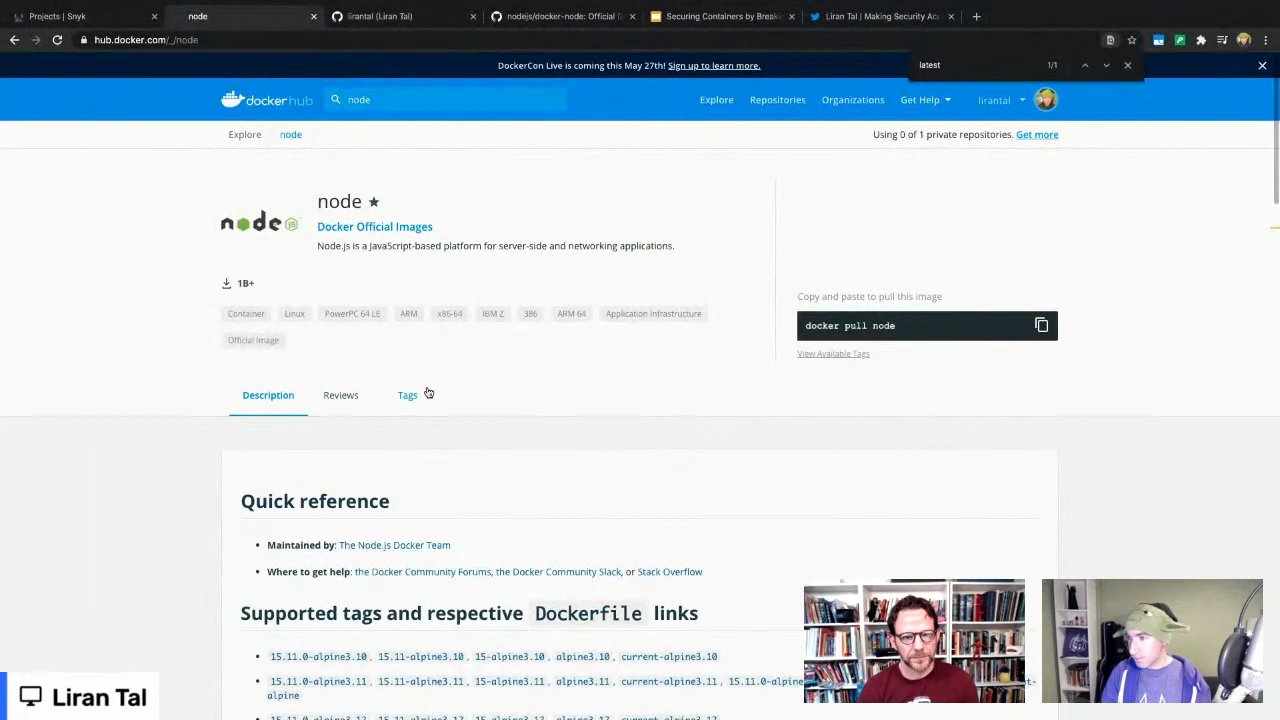 Projects | Snyk
node
lirantal (Liran Tal)
nodejs/docker-node: Official D
Securing Containers by Breake
Liran Tal | Making Security Acc
hub.docker.com/_/node
latest 1/1
DockerCon Live is coming this May 27th! Sign up to learn more.
docker hub
node
Explore Repositories Organizations Get Help lirantal
Explore node
Using 0 of 1 private repositories. Get more
node
node
JS
Docker Official Images
Node.js is a JavaScript-based platform for server-side and networking applications.
1B+
Container Linux PowerPC 64 LE ARM x86-64 IBM Z 386 ARM 64 Application Infrastructure
Official Image
Copy and paste to pull this image
docker pull node
View Available Tags
Description Reviews Tags
Quick reference
• Maintained by: The Node.js Docker Team
• Where to get help: the Docker Community Forums, the Docker Community Slack, or Stack Overflow
Supported tags and respective Dockerfile links
• 15.11.0-alpine3.10, 15.11-alpine3.10, 15-alpine3.10, alpine3.10, current-alpine3.10
• 15.11.0-alpine3.11, 15.11-alpine3.11, 15-alpine3.11, alpine3.11, current-alpine3.11, 15.11.0-
alpine
Liran Tal